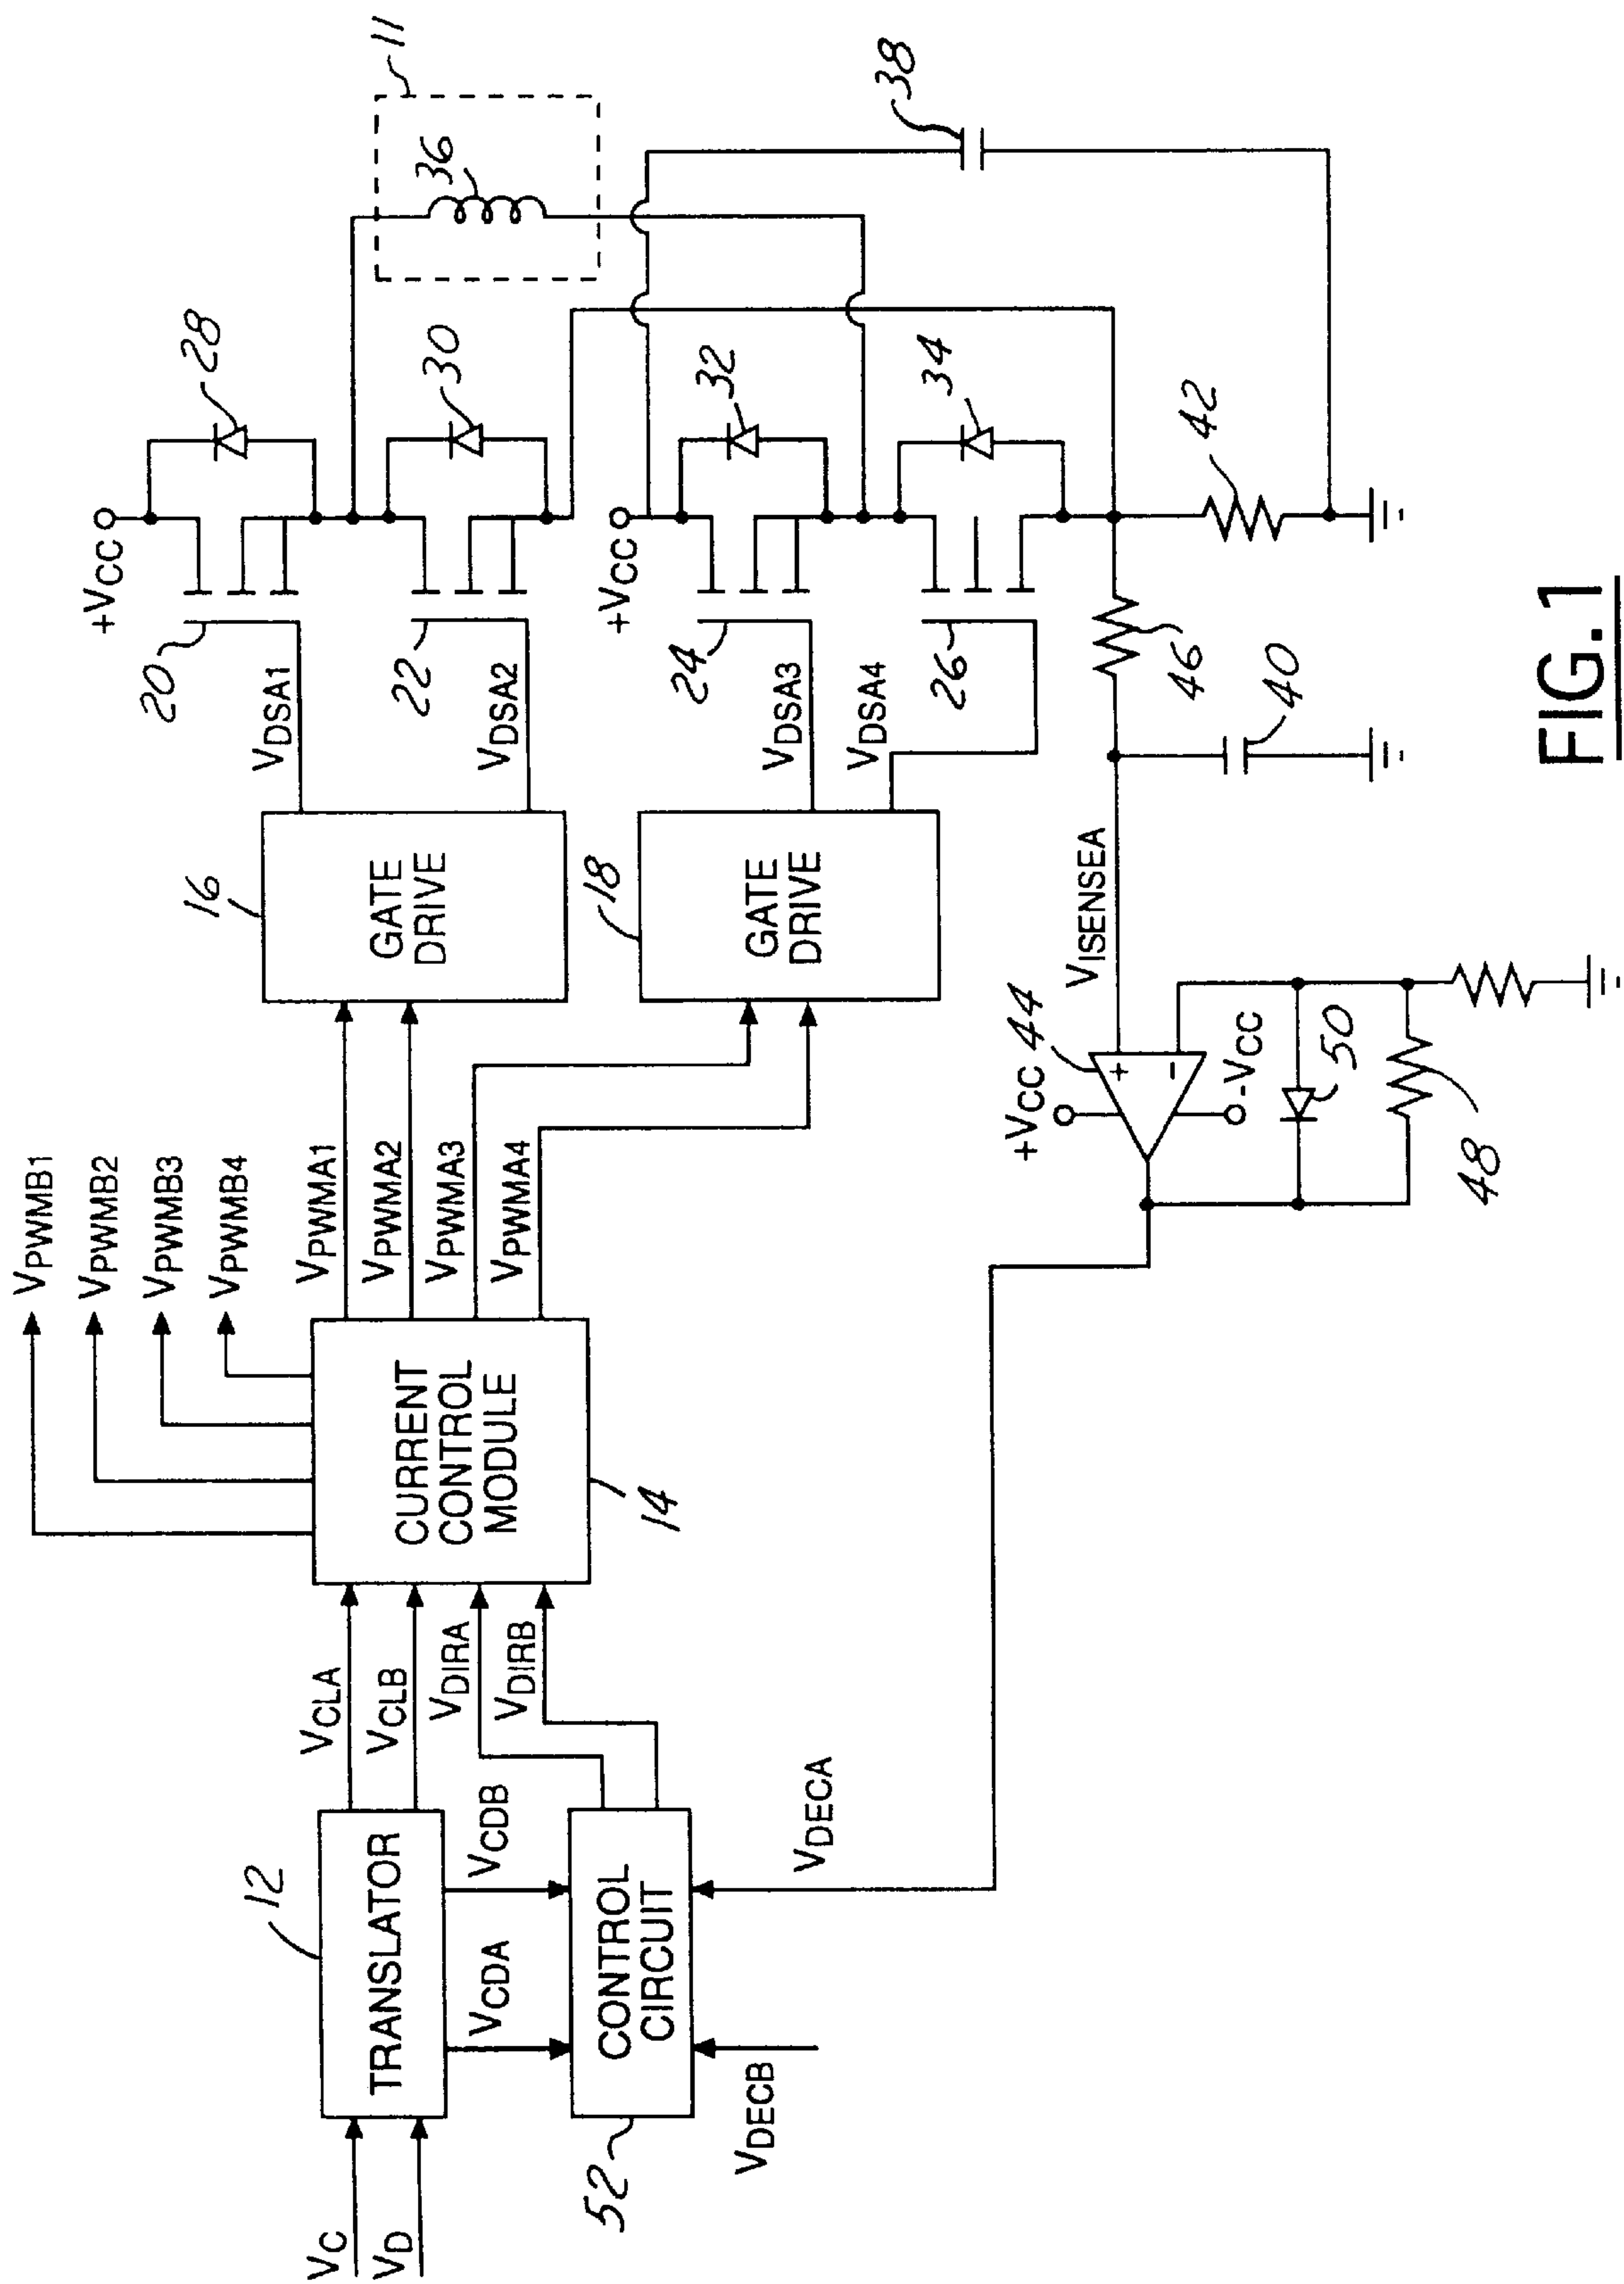 VPWMB1
VPWMB2
VPWMB3
VPWMB4
VC
VD
12
TRANSLATOR
VCLA
VCLB
VCDA
VCDB
VDIRA
VDIRB
52
CONTROL
CIRCUIT
VDECB
VDECA
CURRENT
CONTROL
MODULE
14
VPWMA1
VPWMA2
VPWMA3
VPWMA4
16
GATE
DRIVE
18
GATE
DRIVE
VDSA1
VDSA2
VDSA3
VDSA4
+VCC
20
28
22
30
11
36
+VCC
24
32
26
34
38
42
46
40
VISENSEA
+VCC
44
+
-
-VCC
50
48
FIG.1